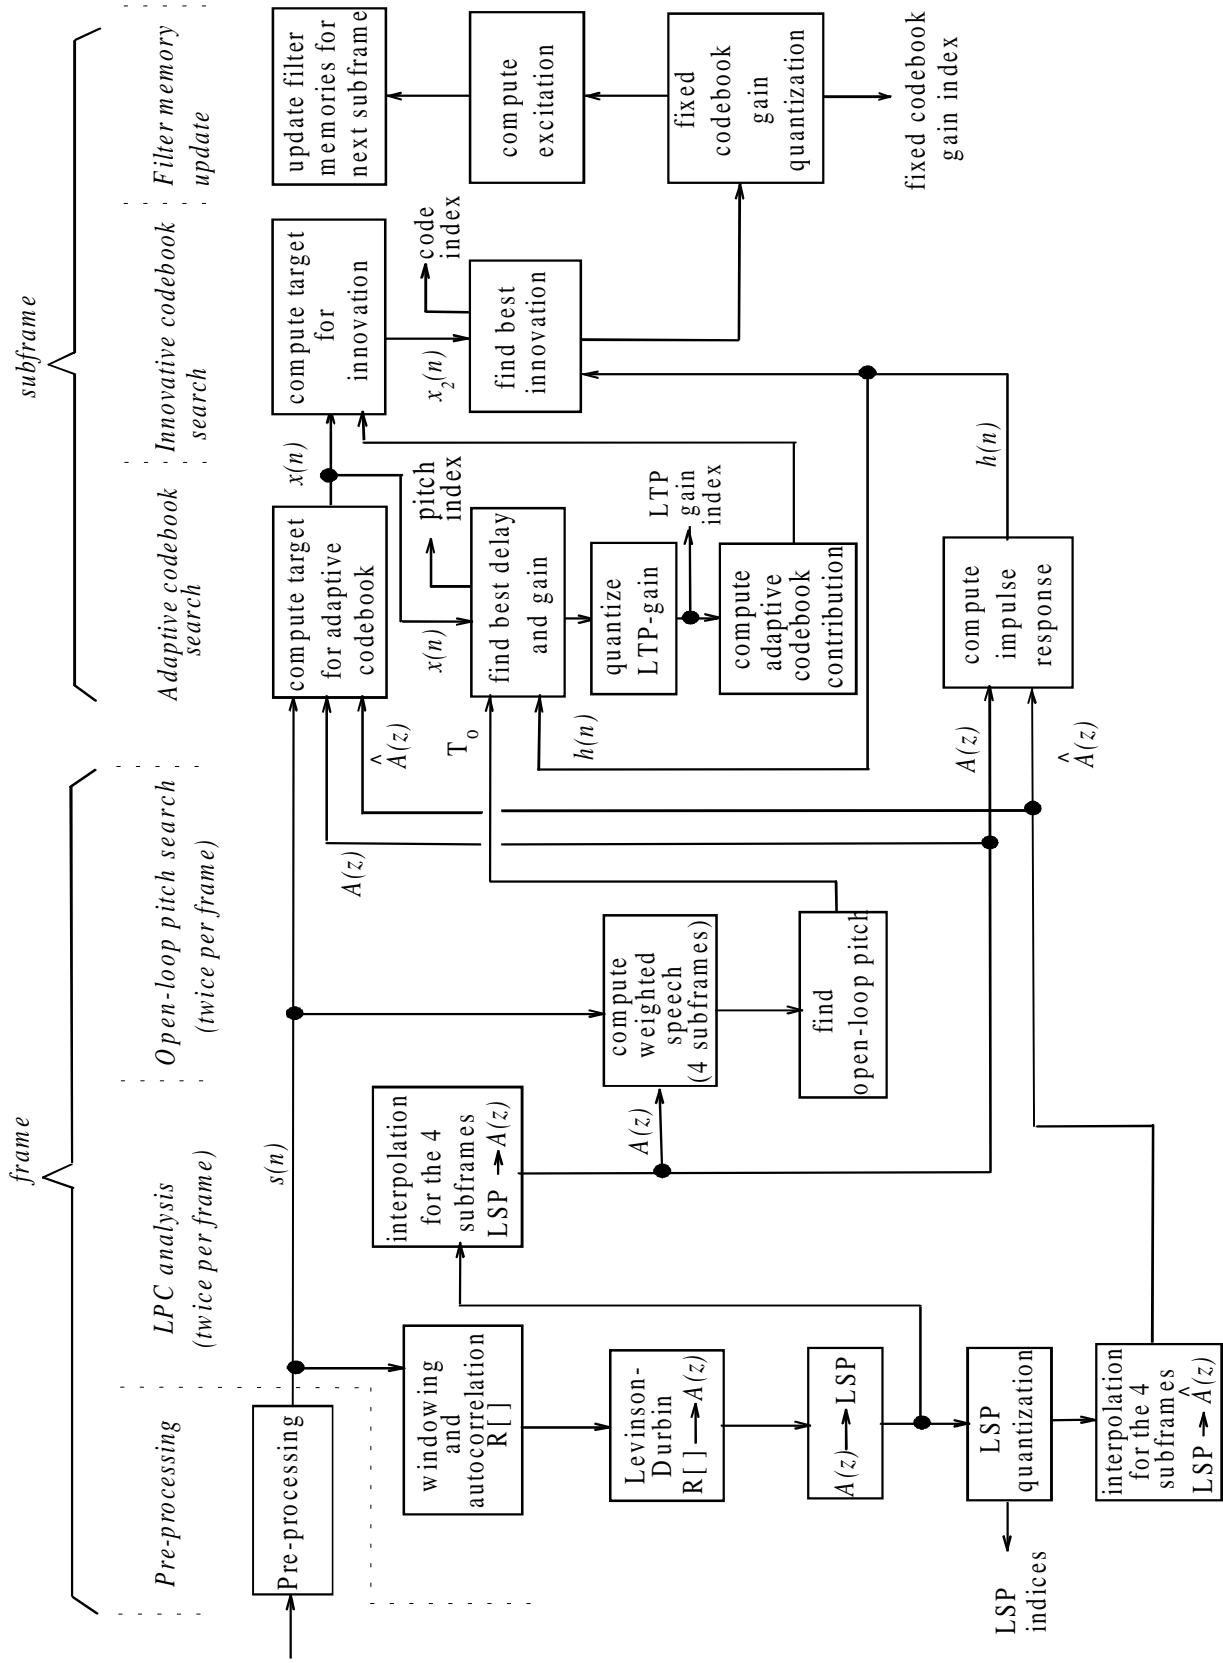 frame
subframe
Pre-processing
LPC analysis
(twice per frame)
Open-loop pitch search
(twice per frame)
Adaptive codebook
search
Innovative codebook
search
Filter memory
update
Pre-processing
s(n)
windowing
and
autocorrelation
R[ ]
Levinson-
Durbin
R[ ] → A(z)
A(z) → LSP
LSP
quantization
LSP
indices
interpolation
for the 4
subframes
LSP → Â(z)
interpolation
for the 4
subframes
LSP → A(z)
A(z)
compute
weighted
speech
(4 subframes)
find
open-loop pitch
A(z)
Â(z)
T₀
h(n)
A(z)
Â(z)
compute target
for adaptive
codebook
x(n)
x(n)
pitch
index
find best delay
and gain
quantize
LTP-gain
LTP
gain
index
compute
adaptive
codebook
contribution
compute
impulse
response
h(n)
compute target
for
innovation
x₂(n)
code
index
find best
innovation
update filter
memories for
next subframe
compute
excitation
fixed
codebook
gain
quantization
fixed codebook
gain index